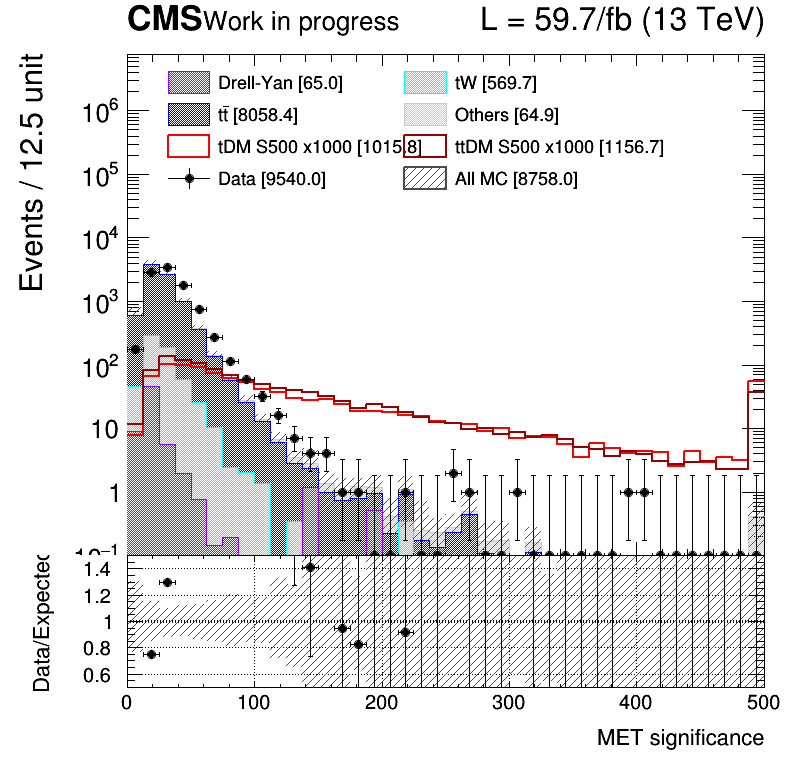 CMS Work in progress L = 59.7/fb (13 TeV)
Events / 12.5 unit
Drell-Yan [65.0] tW [569.7]
tt̄ [8058.4] Others [64.9]
tDM S500 x1000 [1015.8] ttDM S500 x1000 [1156.7]
Data [9540.0] All MC [8758.0]
10⁶
10⁵
10⁴
10³
10²
10
1
10⁻¹
Data/Expected
1.4
1.2
1
0.8
0.6
0 100 200 300 400 500
MET significance